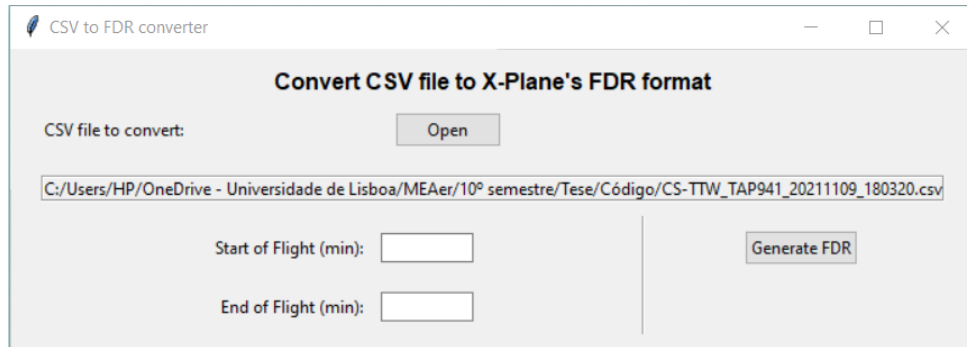 CSV to FDR converter
Convert CSV file to X-Plane's FDR format
CSV file to convert:
Open
C:/Users/HP/OneDrive - Universidade de Lisboa/MEAer/10º semestre/Tese/Código/CS-TTW_TAP941_20211109_180320.csv
Start of Flight (min):
Generate FDR
End of Flight (min):